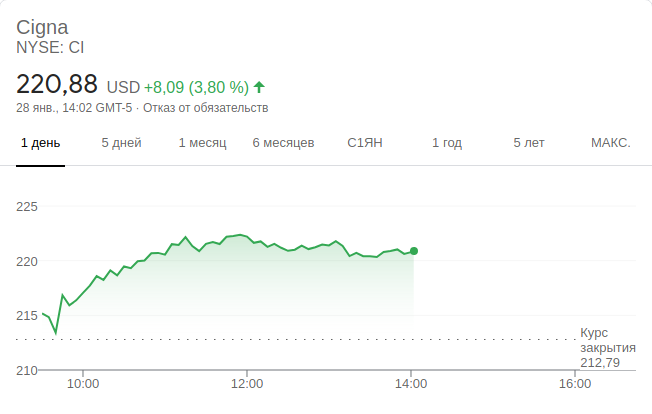 Cigna
NYSE: CI
220,88 USD +8,09 (3,80 %)
28 янв., 14:02 GMT-5 · Отказ от обязательств
1 день 5 дней 1 месяц 6 месяцев С1ЯН 1 год 5 лет МАКС.
225
220
215
Курс
закрытия
212,79
210
10:00 12:00 14:00 16:00